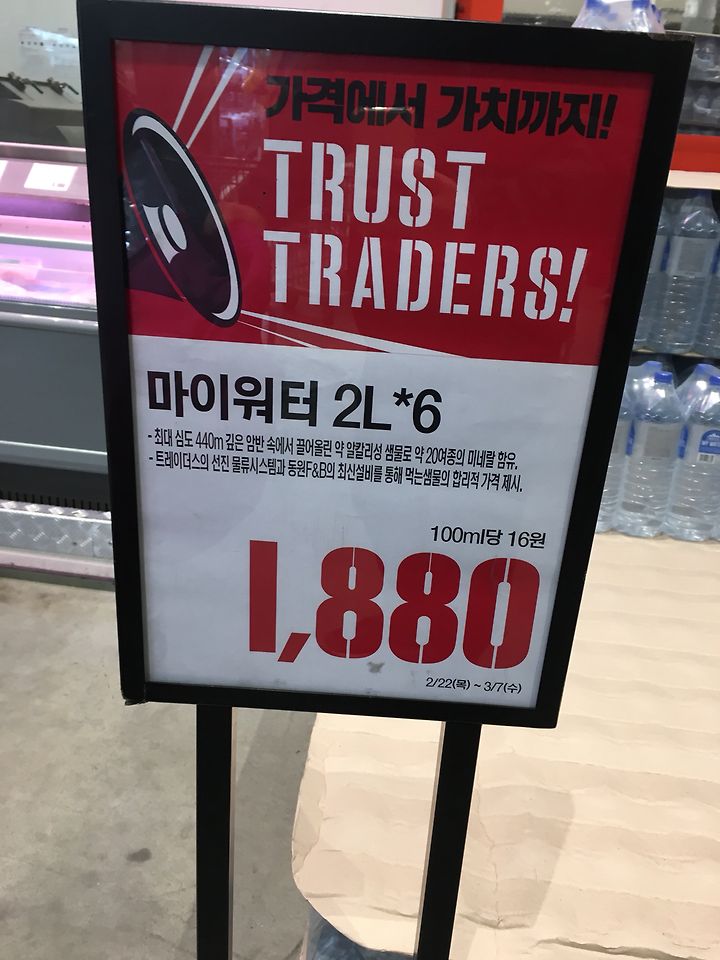 가격에서 가치까지!
TRUST
TRADERS!
마이워터 2L*6
- 최대 심도 440m 깊은 암반 속에서 끌어올린 약 알칼리성 샘물로 약 20여종의 미네랄 함유.
- 트레이더스의 선진 물류시스템과 동원F&B의 최신설비를 통해 먹는샘물의 합리적 가격 제시.
100ml당 16원
1,880
2/22(목) ~ 3/7(수)